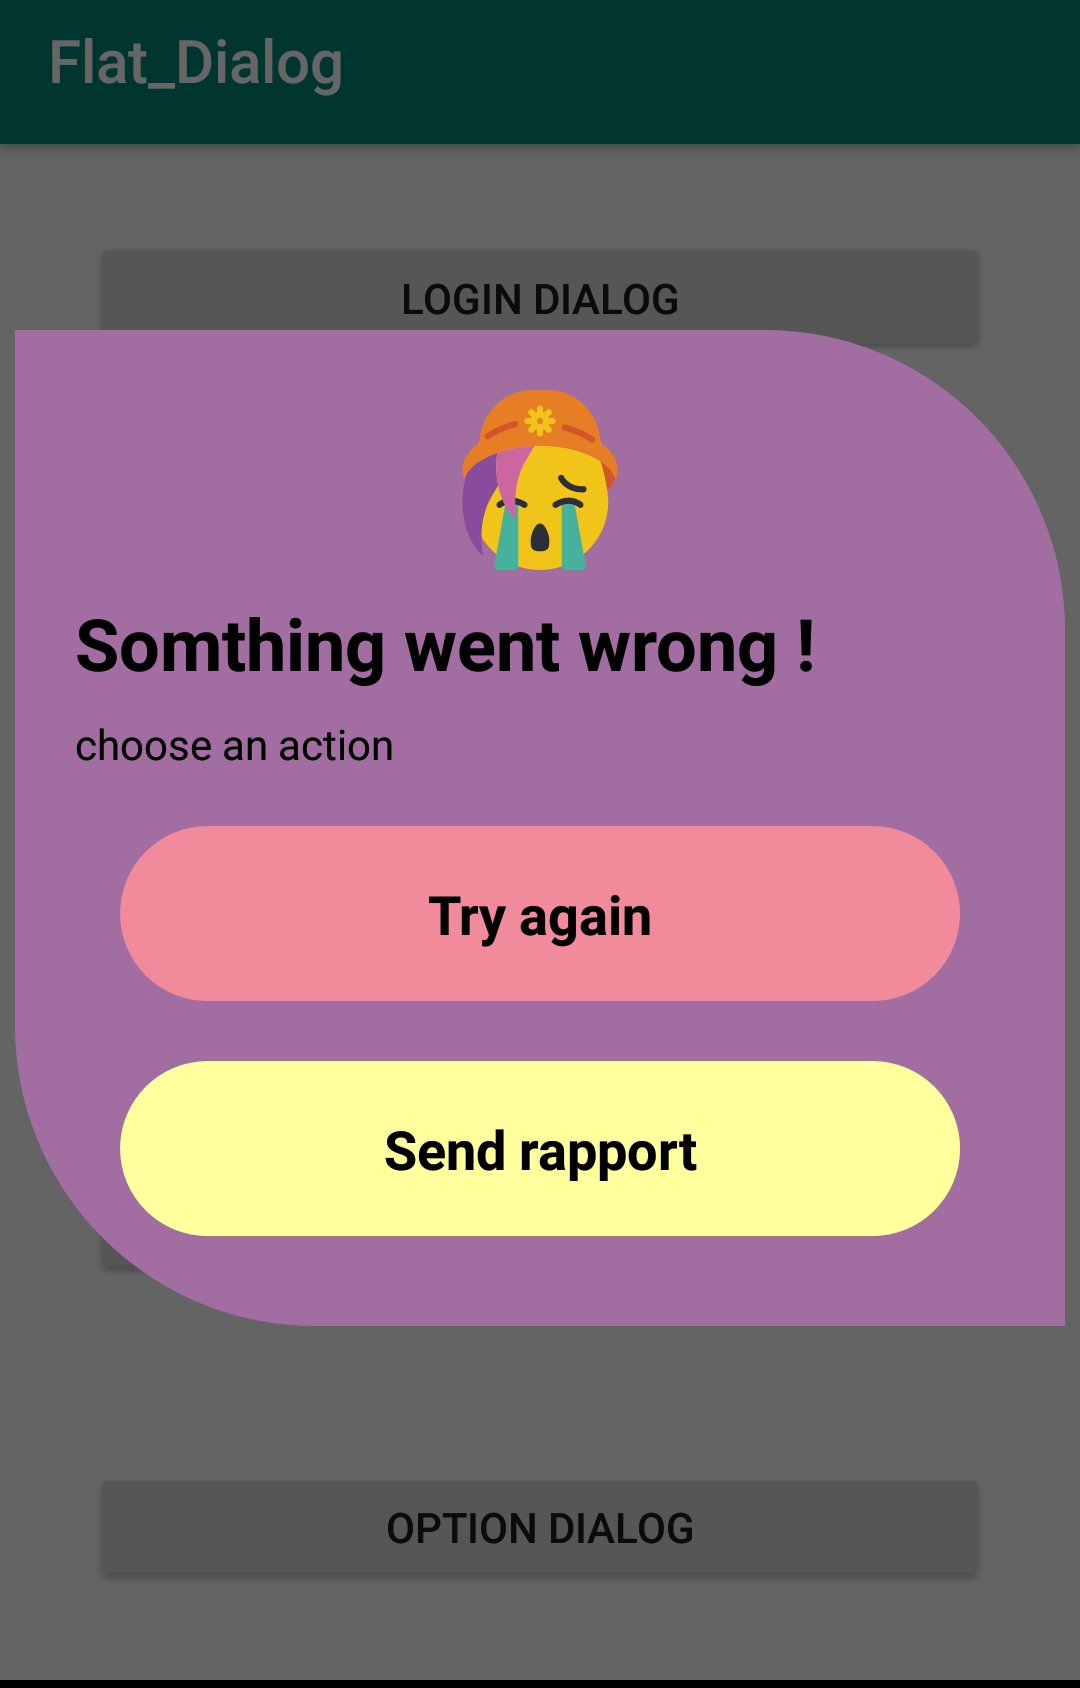 Flat_Dialog
LOGIN DIALOG
Somthing went wrong !
choose an action
Try again
Send rapport
OPTION DIALOG